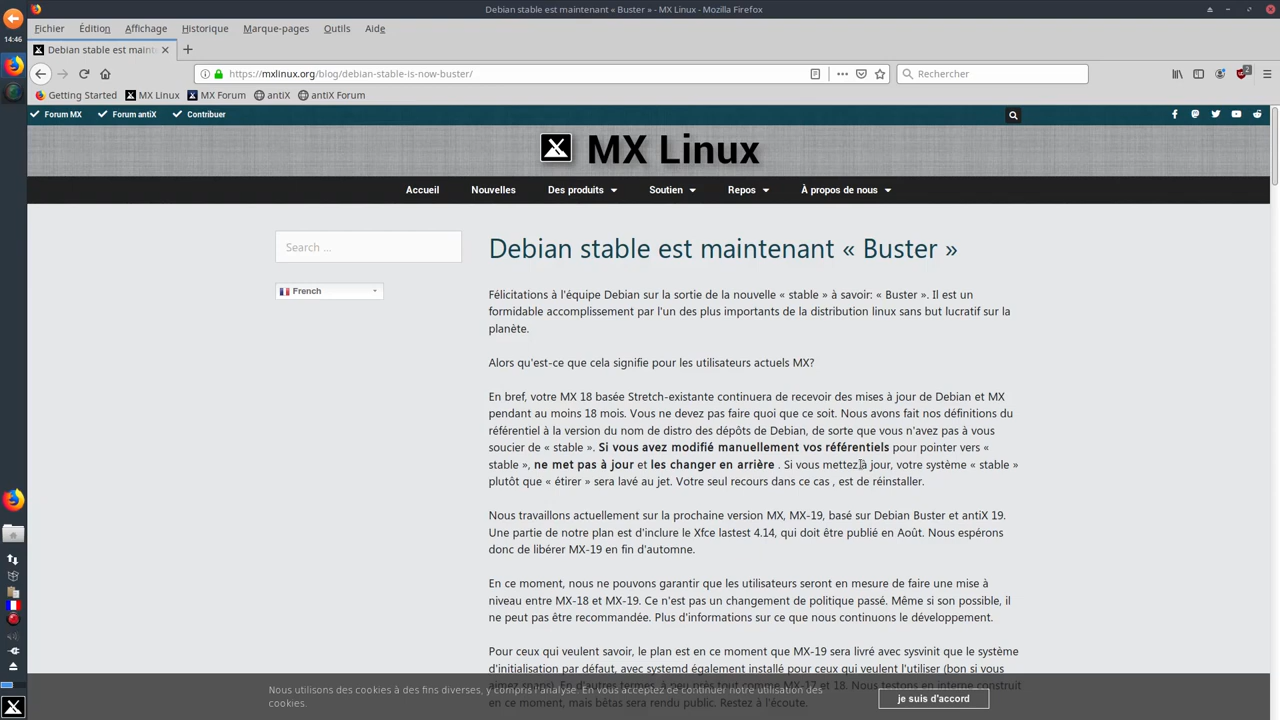 Debian stable est maintenant « Buster » - MX Linux - Mozilla Firefox
14:46
Fichier Édition Affichage Historique Marque-pages Outils Aide
Debian stable est maint
https://mxlinux.org/blog/debian-stable-is-now-buster/
Rechercher
2
Getting Started MX Linux MX Forum antiX antiX Forum
Forum MX Forum antiX Contribuer
MX Linux
Accueil Nouvelles Des produits Soutien Repos À propos de nous
Search ...
French
Debian stable est maintenant « Buster »
Félicitations à l'équipe Debian sur la sortie de la nouvelle « stable » à savoir: « Buster ». Il est un
formidable accomplissement par l'un des plus importants de la distribution linux sans but lucratif sur la
planète.
Alors qu'est-ce que cela signifie pour les utilisateurs actuels MX?
En bref, votre MX 18 basée Stretch-existante continuera de recevoir des mises à jour de Debian et MX
pendant au moins 18 mois. Vous ne devez pas faire quoi que ce soit. Nous avons fait nos définitions du
référentiel à la version du nom de distro des dépôts de Debian, de sorte que vous n'avez pas à vous
soucier de « stable ». Si vous avez modifié manuellement vos référentiels pour pointer vers «
stable », ne met pas à jour et les changer en arrière . Si vous mettez à jour, votre système « stable »
plutôt que « étirer » sera lavé au jet. Votre seul recours dans ce cas , est de réinstaller.
Nous travaillons actuellement sur la prochaine version MX, MX-19, basé sur Debian Buster et antiX 19.
Une partie de notre plan est d'inclure le Xfce lastest 4.14, qui doit être publié en Août. Nous espérons
donc de libérer MX-19 en fin d'automne.
En ce moment, nous ne pouvons garantir que les utilisateurs seront en mesure de faire une mise à
niveau entre MX-18 et MX-19. Ce n'est pas un changement de politique passé. Même si son possible, il
ne peut pas être recommandée. Plus d'informations sur ce que nous continuons le développement.
Pour ceux qui veulent savoir, le plan est en ce moment que MX-19 sera livré avec sysvinit que le système
d'initialisation par défaut, avec systemd également installé pour ceux qui veulent l'utiliser (bon si vous
aimez snaps). En d'autres termes, à peu près tout comme MX-17 et 18. Nous testons en interne construit
en ce moment, mais bêtas sera rendu public. Restez à l'écoute.
Nous utilisons des cookies à des fins diverses, y compris l'analyse. En vous acceptez de continuer notre utilisation des
cookies.
je suis d'accord